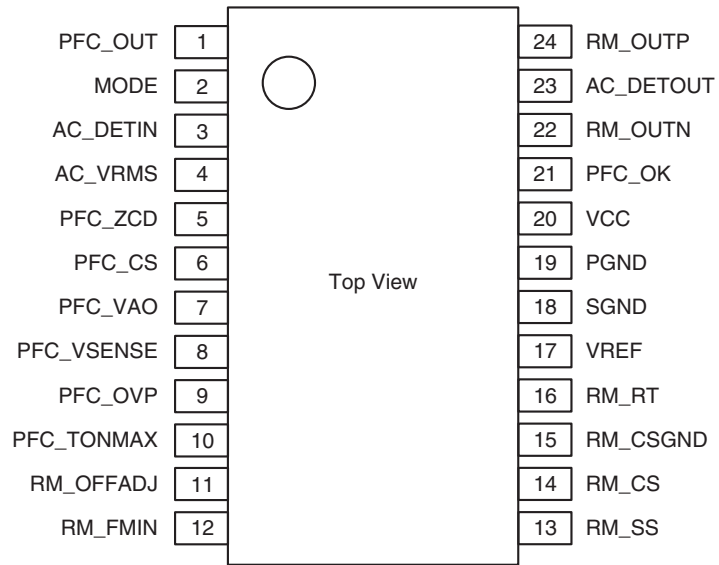 PFC_OUT 1 24 RM_OUTP
MODE 2 23 AC_DETOUT
AC_DETIN 3 22 RM_OUTN
AC_VRMS 4 21 PFC_OK
PFC_ZCD 5 20 VCC
PFC_CS 6 19 PGND
Top View
PFC_VAO 7 18 SGND
PFC_VSENSE 8 17 VREF
PFC_OVP 9 16 RM_RT
PFC_TONMAX 10 15 RM_CSGND
RM_OFFADJ 11 14 RM_CS
RM_FMIN 12 13 RM_SS